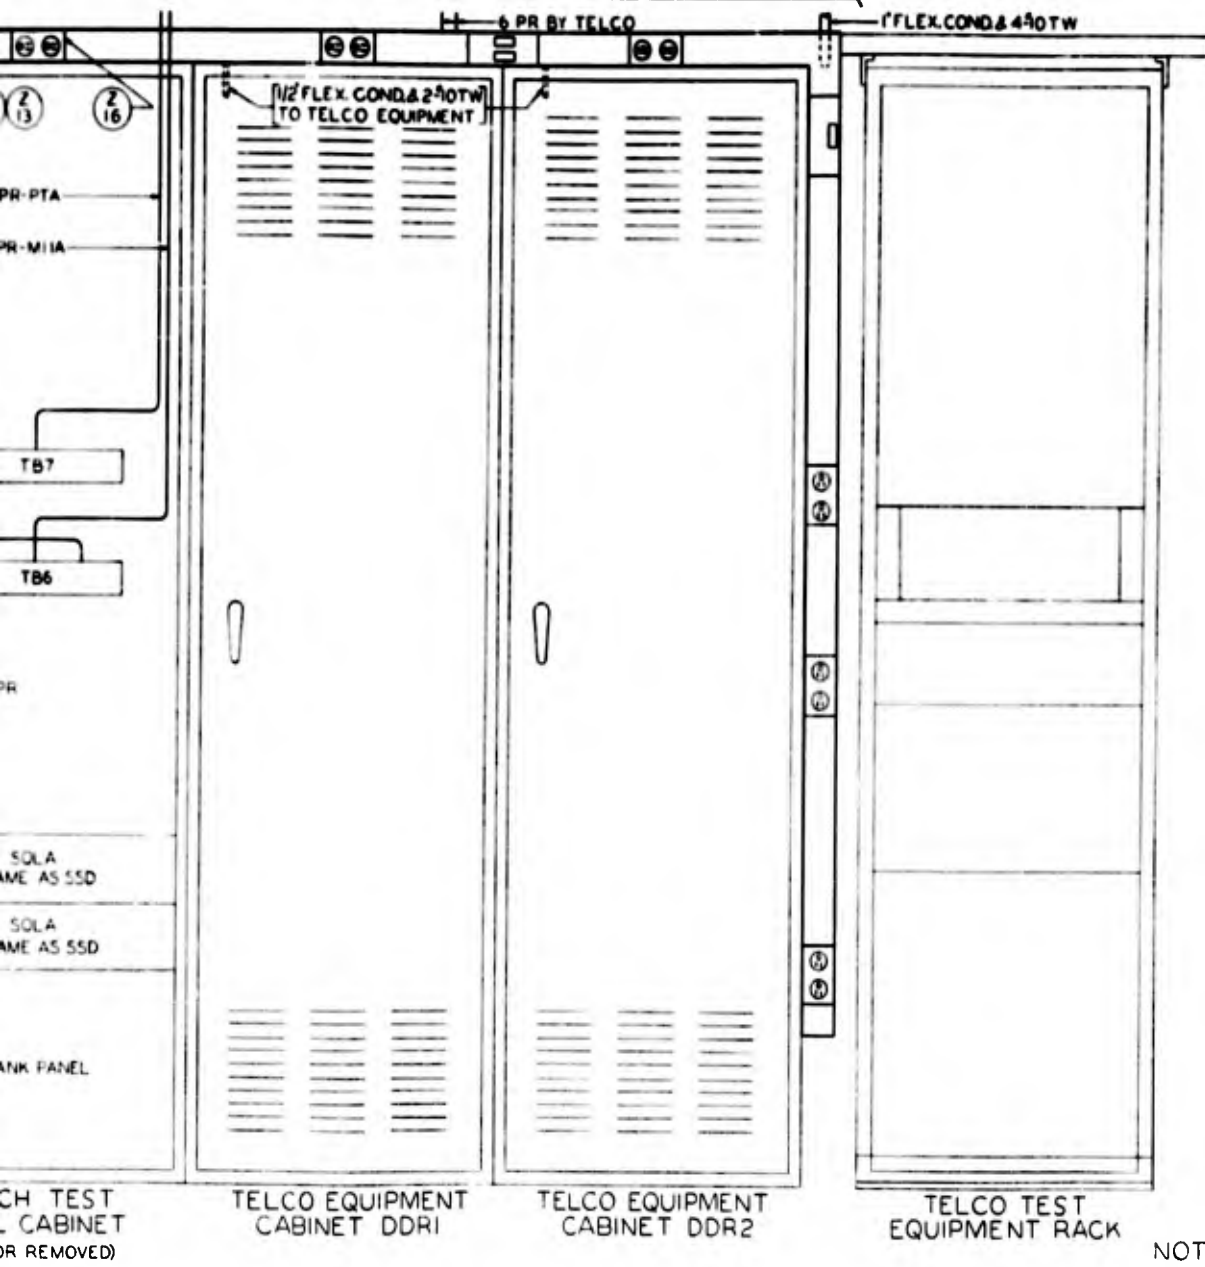 6 PR BY TELCO
1" FLEX. COND. & 4-#10 TW
1/2" FLEX. COND. & 2-#10 TW
TO TELCO EQUIPMENT
13
Z
16
PR-PTA
PR-M11A
TB7
TB6
PR
SOLA
AME AS SSD
SOLA
AME AS SSD
ANK PANEL
CH TEST
L CABINET
OR REMOVED)
TELCO EQUIPMENT
CABINET DDR1
TELCO EQUIPMENT
CABINET DDR2
TELCO TEST
EQUIPMENT RACK
NOT